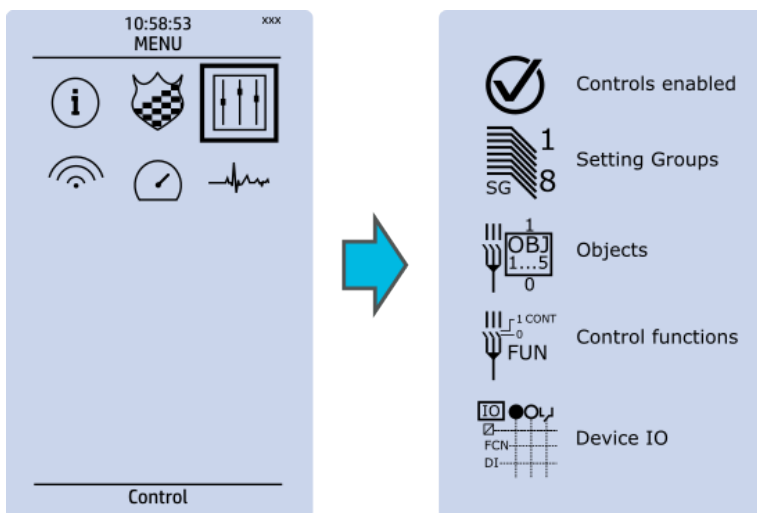 10:58:53 xxx
MENU
i
Control
Controls enabled
1
SG 8
Setting Groups
1
OBJ
1...5
0
Objects
1 CONT
0
FUN
Control functions
IO
FCN
DI
Device IO